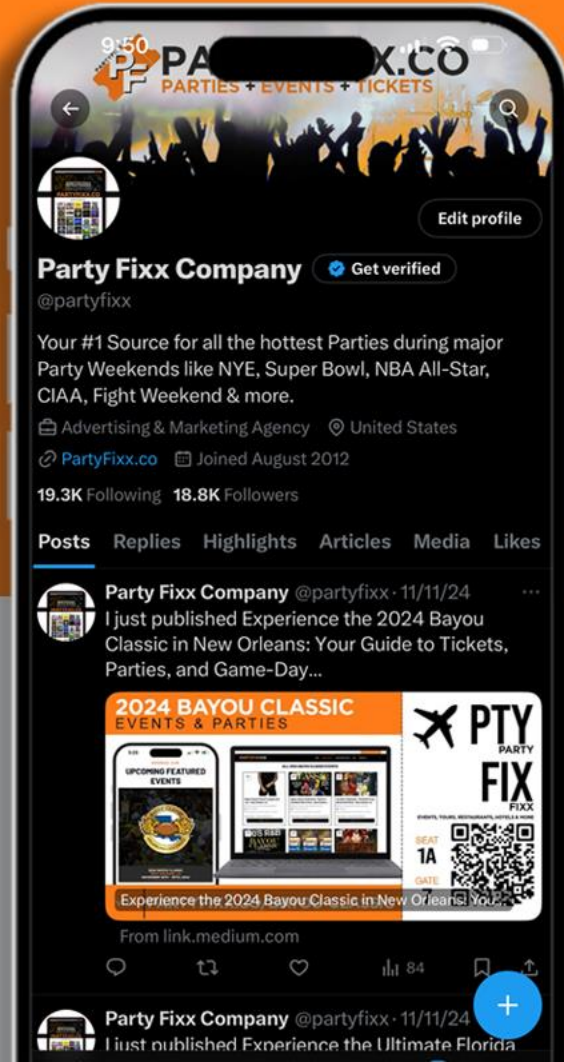 9:50
PF
PA X.CO
PARTIES + EVENTS + TICKETS
Edit profile
Party Fixx Company
Get verified
@partyfixx
Your #1 Source for all the hottest Parties during major
Party Weekends like NYE, Super Bowl, NBA All-Star,
CIAA, Fight Weekend & more.
Advertising & Marketing Agency United States
PartyFixx.co Joined August 2012
19.3K Following 18.8K Followers
Posts Replies Highlights Articles Media Likes
Party Fixx Company @partyfixx · 11/11/24 ...
I just published Experience the 2024 Bayou
Classic in New Orleans: Your Guide to Tickets,
Parties, and Game-Day...
2024 BAYOU CLASSIC
EVENTS & PARTIES
UPCOMING FEATURED
EVENTS
PTY
PARTY
FIX
FIXX
EVENTS, TOURS, RESTAURANTS, HOTELS & MORE
SEAT
1A
GATE
Experience the 2024 Bayou Classic in New Orleans! You...
From link.medium.com
84
Party Fixx Company @partyfixx · 11/11/24
I just published Experience the Ultimate Florida